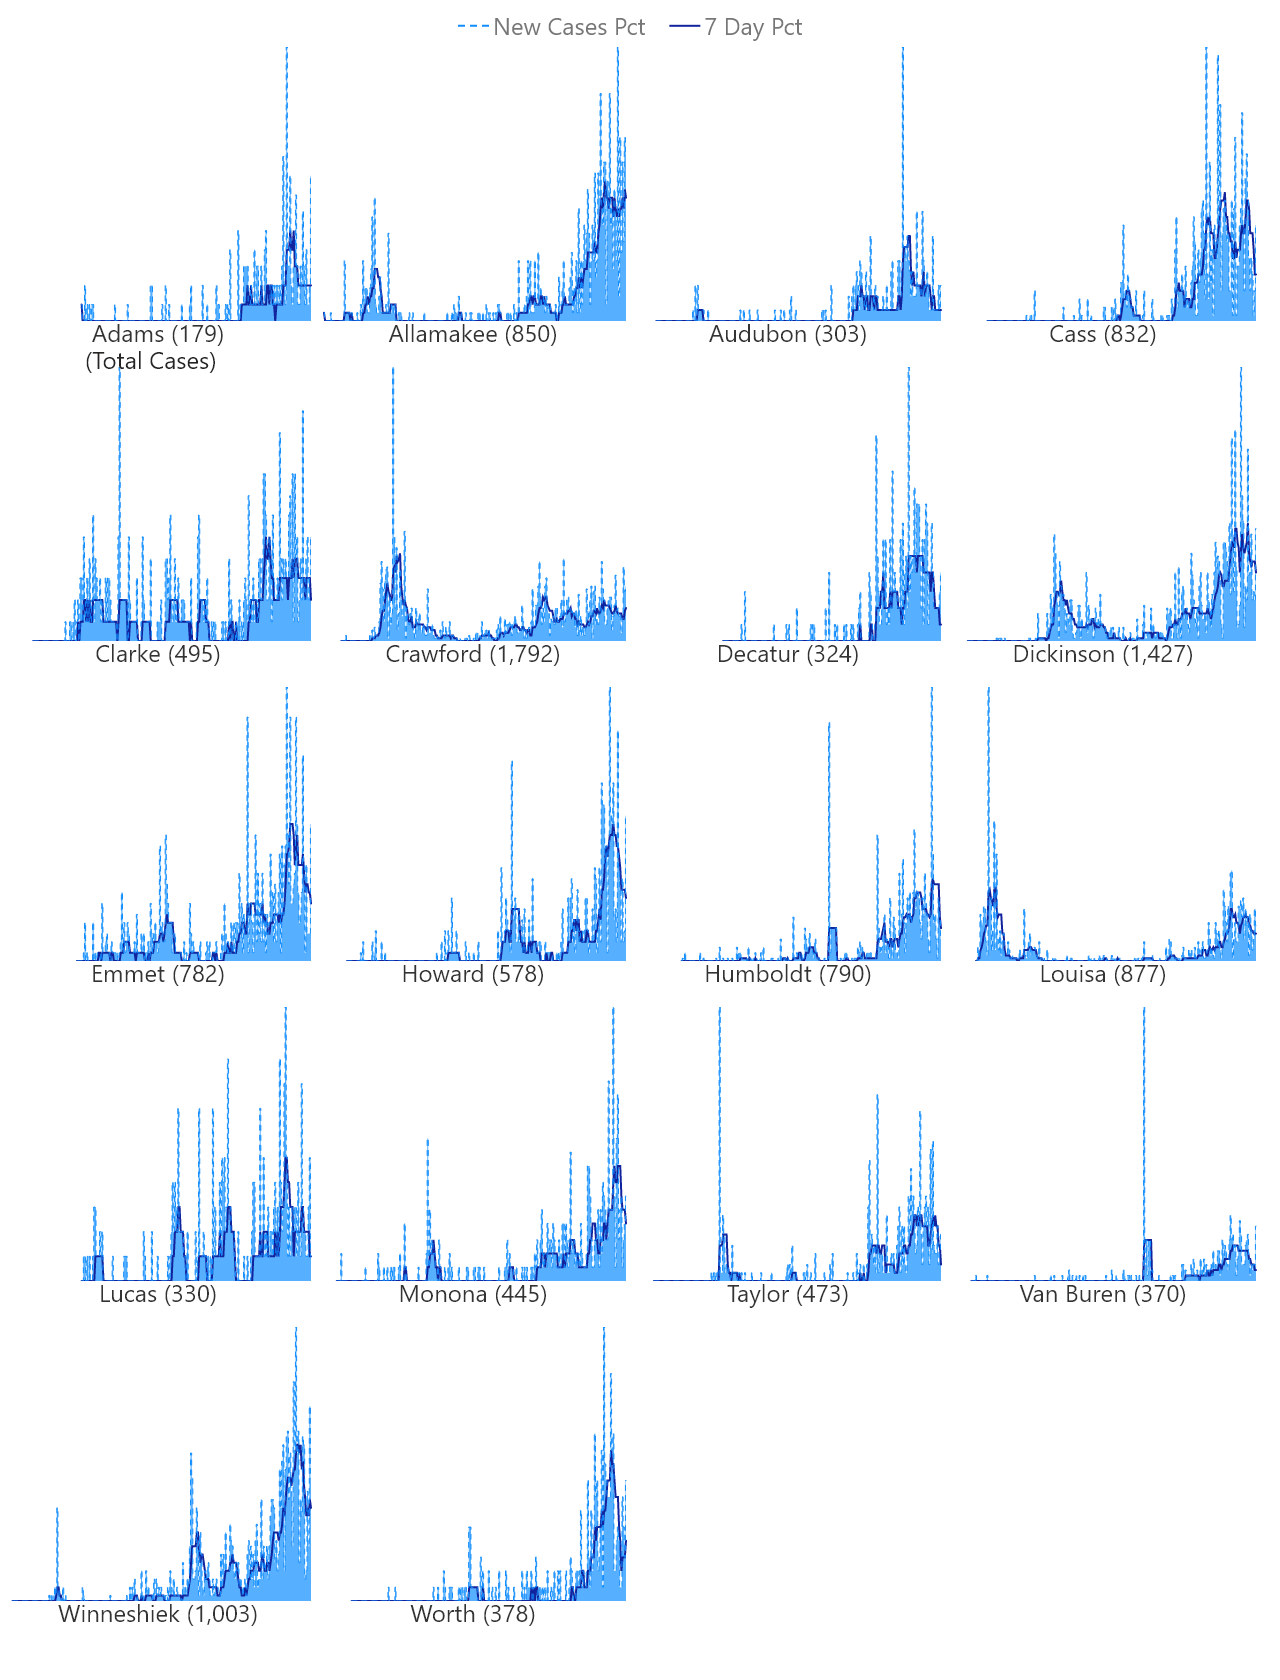 New Cases Pct 7 Day Pct
Adams (179) Allamakee (850) Audubon (303) Cass (832)
(Total Cases)
Clarke (495) Crawford (1,792) Decatur (324) Dickinson (1,427)
Emmet (782) Howard (578) Humboldt (790) Louisa (877)
Lucas (330) Monona (445) Taylor (473) Van Buren (370)
Winneshiek (1,003) Worth (378)